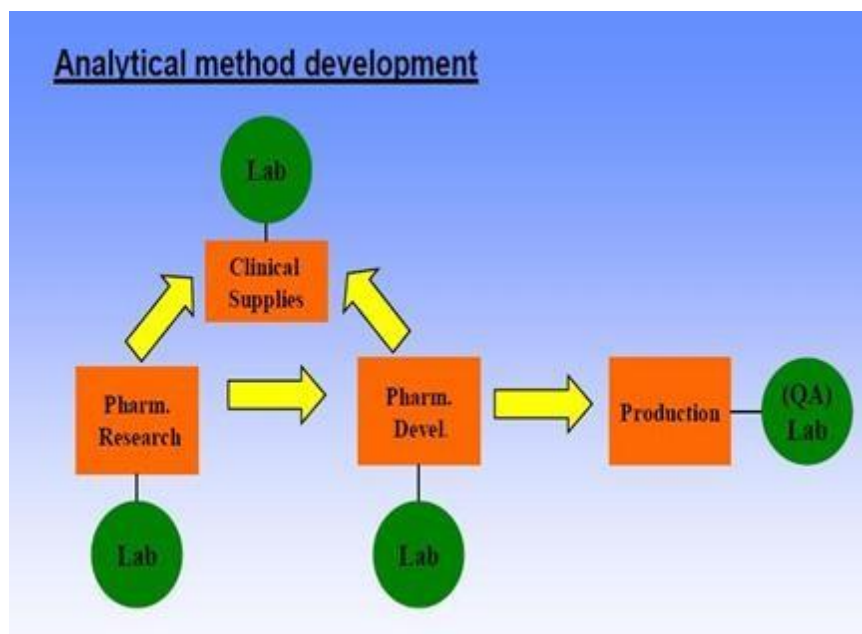 Analytical method development
Lab
Clinical
Supplies
Pharm.
Research
Pharm.
Devel.
Production
(QA)
Lab
Lab
Lab